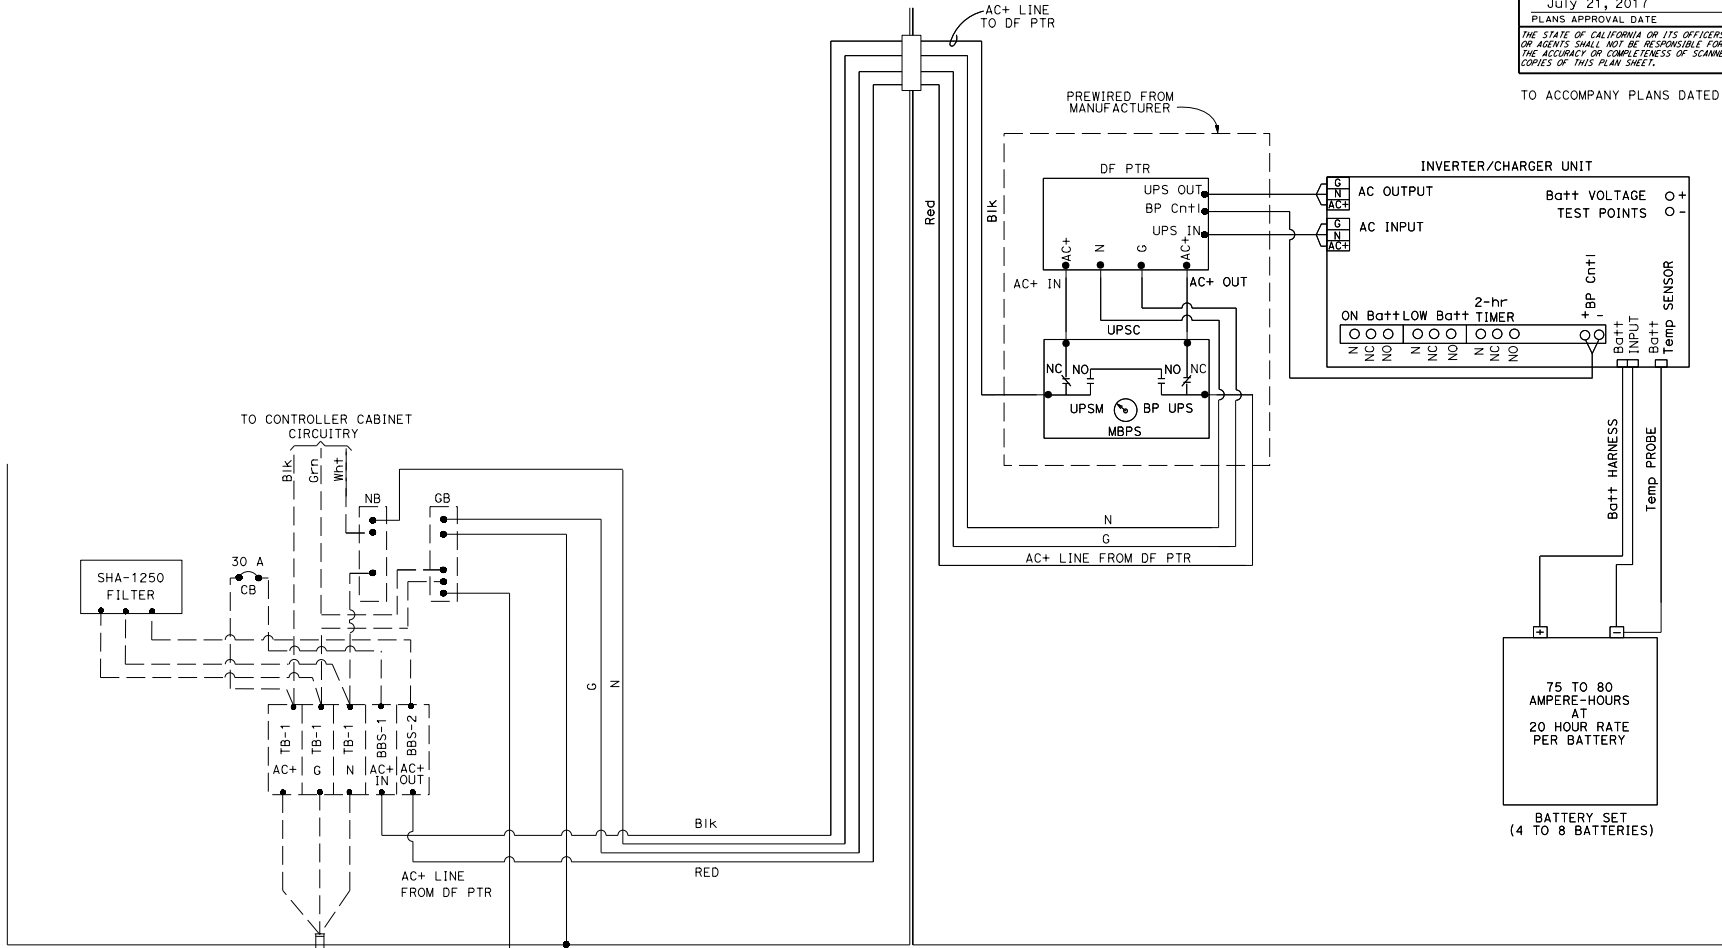 AC+ LINE
TO DF PTR
July 21, 2017
PLANS APPROVAL DATE
THE STATE OF CALIFORNIA OR ITS OFFICERS
OR AGENTS SHALL NOT BE RESPONSIBLE FOR
THE ACCURACY OR COMPLETENESS OF SCANNE
COPIES OF THIS PLAN SHEET.
TO ACCOMPANY PLANS DATED
PREWIRED FROM
MANUFACTURER
Red
Blk
DF PTR
UPS OUT
BP Cntl
UPS IN
AC+
N
G
AC+
AC+ IN
AC+ OUT
UPSC
NC
NO
NO
NC
UPSM
BP
UPS
MBPS
N
G
AC+ LINE FROM DF PTR
INVERTER/CHARGER UNIT
G
N
AC+
AC OUTPUT
G
N
AC+
AC INPUT
Batt VOLTAGE
TEST POINTS
+
-
ON Batt
LOW Batt
2-hr
TIMER
N
NC
NO
N
NC
NO
N
NC
NO
+ -
BP Cntl
Batt
INPUT
Batt
Temp SENSOR
Batt HARNESS
Temp PROBE
+
-
75 TO 80
AMPERE-HOURS
AT
20 HOUR RATE
PER BATTERY
BATTERY SET
(4 TO 8 BATTERIES)
TO CONTROLLER CABINET
CIRCUITRY
Blk
Grn
Wht
NB
GB
SHA-1250
FILTER
30 A
CB
G
N
TB-1
AC+
TB-1
G
TB-1
N
BBS-1
AC+
IN
BBS-2
AC+
OUT
Blk
RED
AC+ LINE
FROM DF PTR